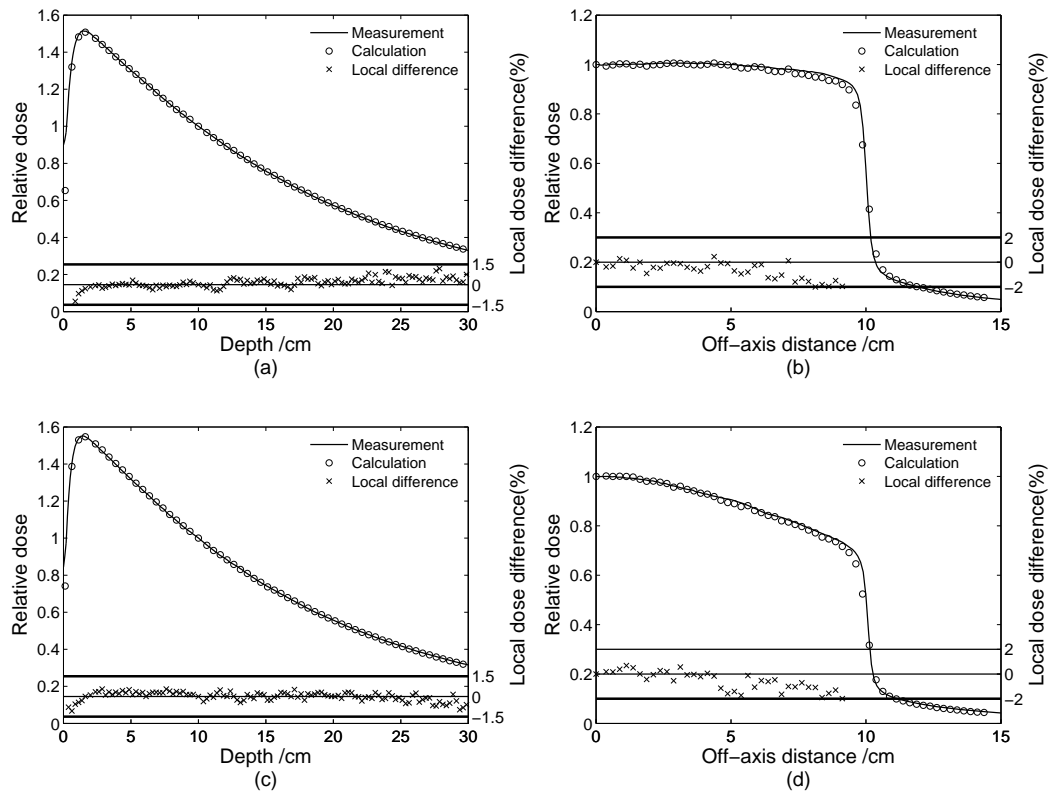 1.6
1.4
1.2
1
0.8
0.6
0.4
0.2
0
Relative dose
Measurement
Calculation
Local difference
1.5
0
−1.5
Local dose difference(%)
0 5 10 15 20 25 30
Depth /cm
(a)
1.2
1
0.8
0.6
0.4
0.2
0
Relative dose
Measurement
Calculation
Local difference
2
0
−2
Local dose difference(%)
0 5 10 15
Off−axis distance /cm
(b)
1.6
1.4
1.2
1
0.8
0.6
0.4
0.2
0
Relative dose
Measurement
Calculation
Local difference
1.5
0
−1.5
Local dose difference(%)
0 5 10 15 20 25 30
Depth /cm
(c)
1.2
1
0.8
0.6
0.4
0.2
0
Relative dose
Measurement
Calculation
Local difference
2
0
−2
Local dose difference(%)
0 5 10 15
Off−axis distance /cm
(d)